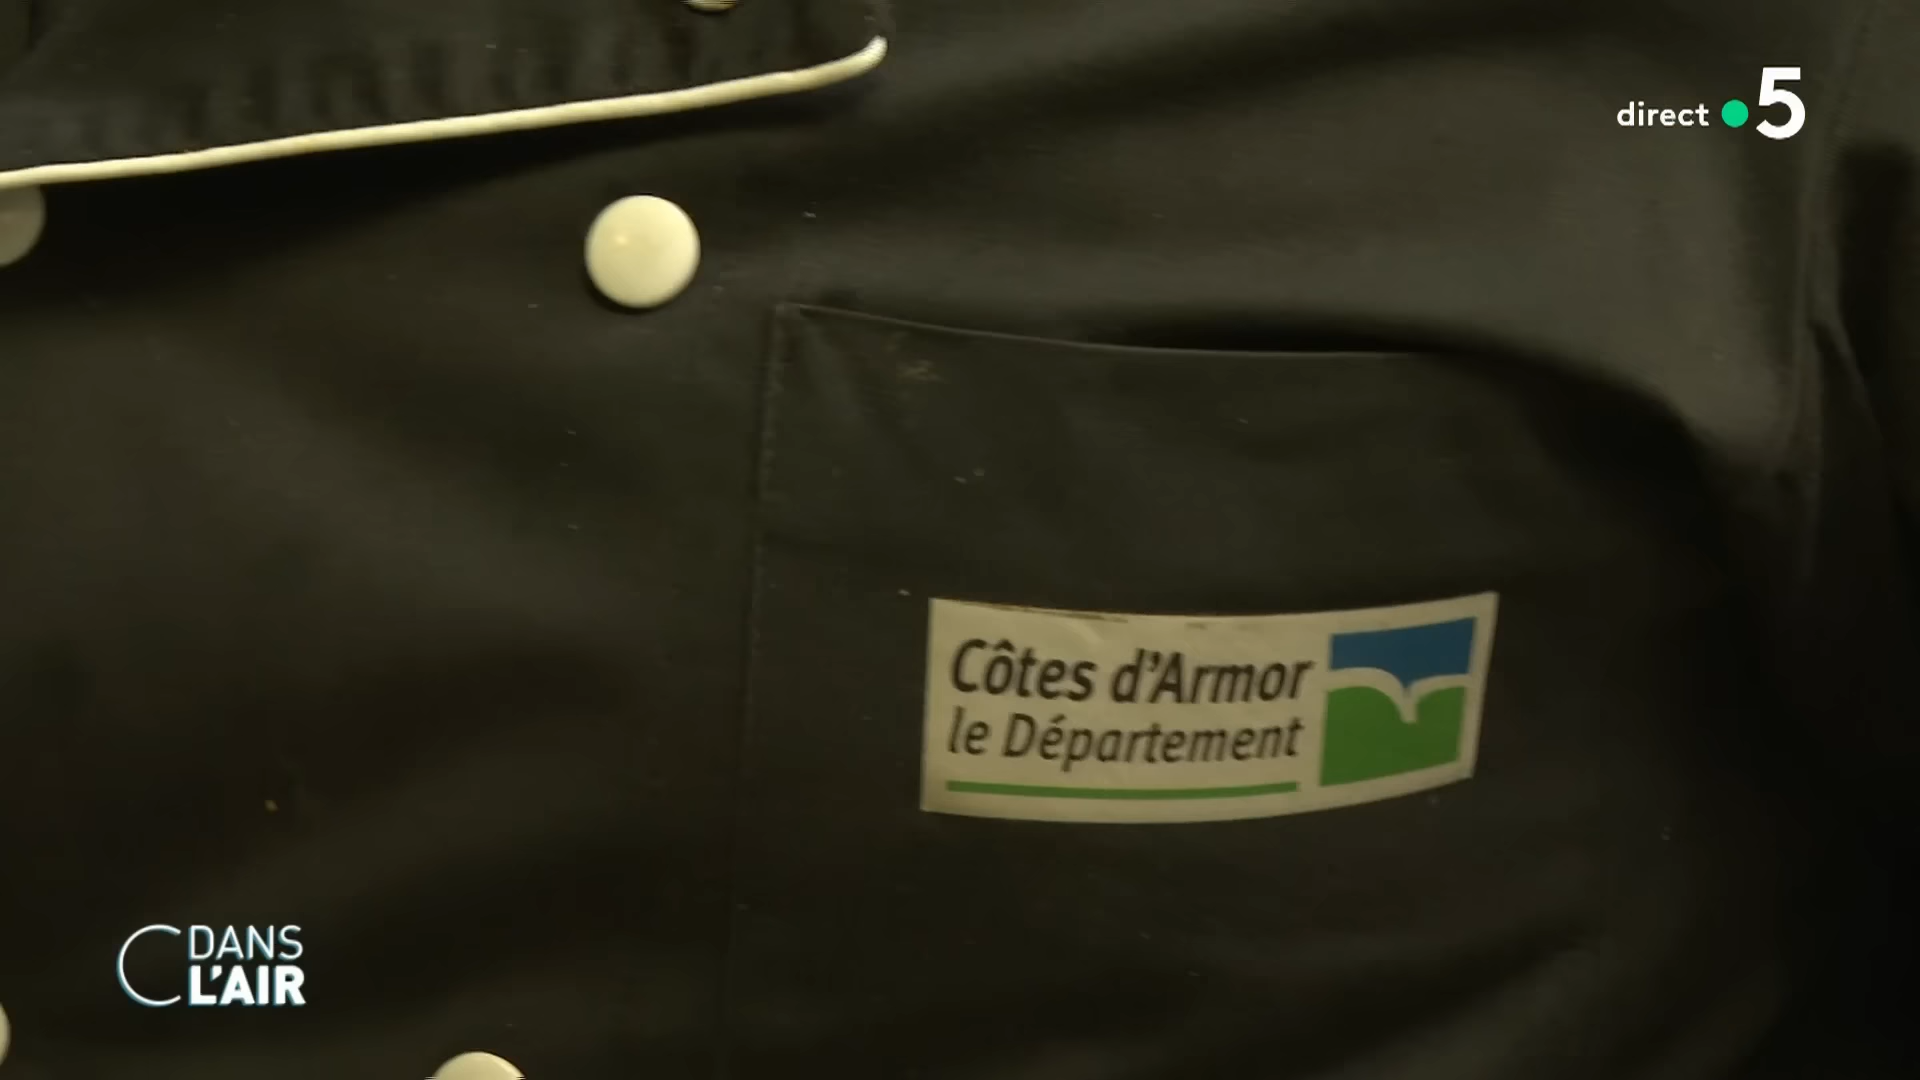 direct 5
Côtes d'Armor
le Département
C DANS
L'AIR